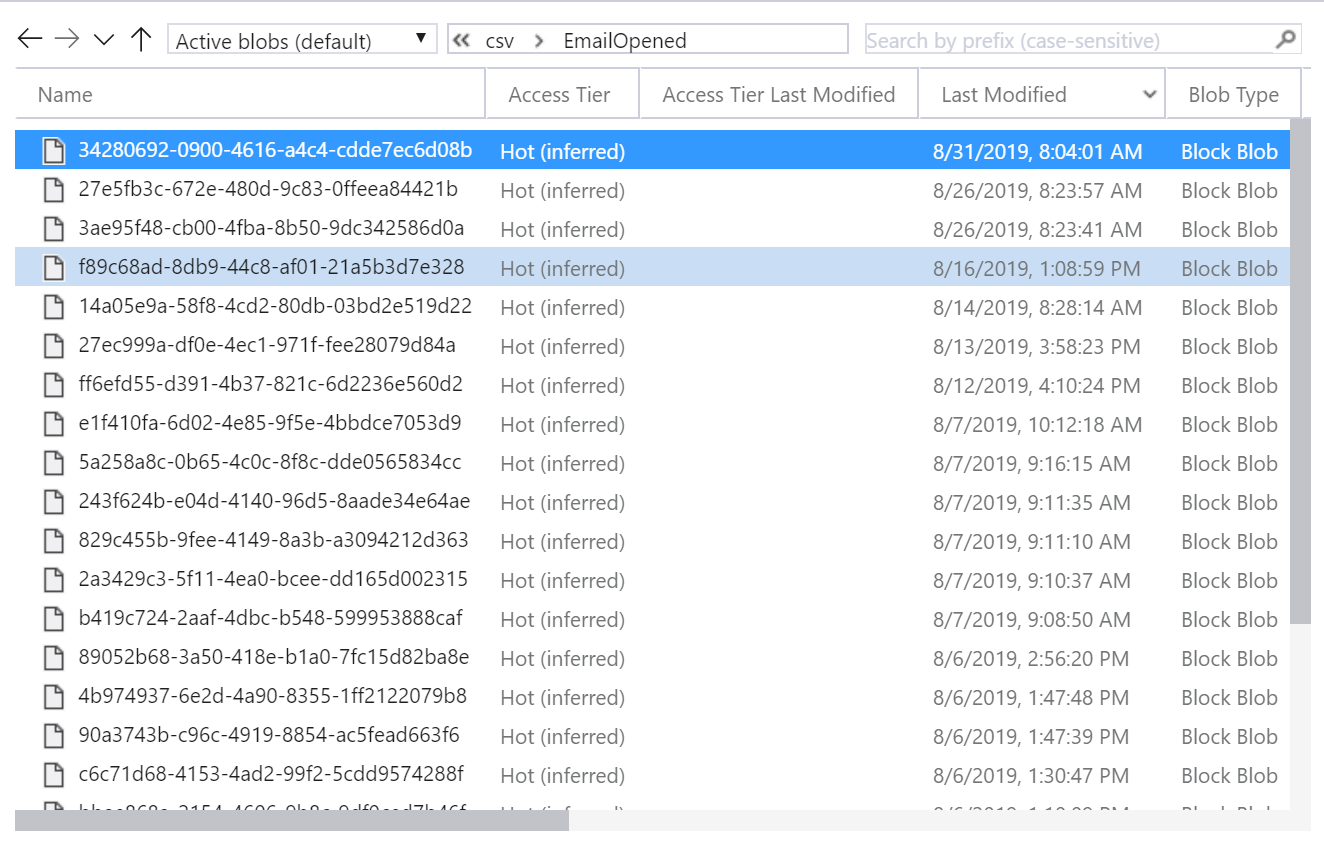 Active blobs (default) csv EmailOpened Search by prefix (case-sensitive)
Name Access Tier Access Tier Last Modified Last Modified Blob Type
34280692-0900-4616-a4c4-cdde7ec6d08b Hot (inferred) 8/31/2019, 8:04:01 AM Block Blob
27e5fb3c-672e-480d-9c83-0ffeea84421b Hot (inferred) 8/26/2019, 8:23:57 AM Block Blob
3ae95f48-cb00-4fba-8b50-9dc342586d0a Hot (inferred) 8/26/2019, 8:23:41 AM Block Blob
f89c68ad-8db9-44c8-af01-21a5b3d7e328 Hot (inferred) 8/16/2019, 1:08:59 PM Block Blob
14a05e9a-58f8-4cd2-80db-03bd2e519d22 Hot (inferred) 8/14/2019, 8:28:14 AM Block Blob
27ec999a-df0e-4ec1-971f-fee28079d84a Hot (inferred) 8/13/2019, 3:58:23 PM Block Blob
ff6efd55-d391-4b37-821c-6d2236e560d2 Hot (inferred) 8/12/2019, 4:10:24 PM Block Blob
e1f410fa-6d02-4e85-9f5e-4bbdce7053d9 Hot (inferred) 8/7/2019, 10:12:18 AM Block Blob
5a258a8c-0b65-4c0c-8f8c-dde0565834cc Hot (inferred) 8/7/2019, 9:16:15 AM Block Blob
243f624b-e04d-4140-96d5-8aade34e64ae Hot (inferred) 8/7/2019, 9:11:35 AM Block Blob
829c455b-9fee-4149-8a3b-a3094212d363 Hot (inferred) 8/7/2019, 9:11:10 AM Block Blob
2a3429c3-5f11-4ea0-bcee-dd165d002315 Hot (inferred) 8/7/2019, 9:10:37 AM Block Blob
b419c724-2aaf-4dbc-b548-599953888caf Hot (inferred) 8/7/2019, 9:08:50 AM Block Blob
89052b68-3a50-418e-b1a0-7fc15d82ba8e Hot (inferred) 8/6/2019, 2:56:20 PM Block Blob
4b974937-6e2d-4a90-8355-1ff2122079b8 Hot (inferred) 8/6/2019, 1:47:48 PM Block Blob
90a3743b-c96c-4919-8854-ac5fead663f6 Hot (inferred) 8/6/2019, 1:47:39 PM Block Blob
c6c71d68-4153-4ad2-99f2-5cdd9574288f Hot (inferred) 8/6/2019, 1:30:47 PM Block Blob